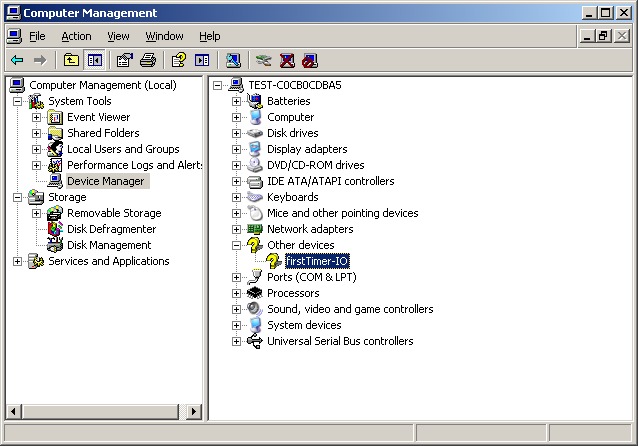 Computer Management
File Action View Window Help
Computer Management (Local)
System Tools
Event Viewer
Shared Folders
Local Users and Groups
Performance Logs and Alerts
Device Manager
Storage
Removable Storage
Disk Defragmenter
Disk Management
Services and Applications
TEST-C0CB0CDBA5
Batteries
Computer
Disk drives
Display adapters
DVD/CD-ROM drives
IDE ATA/ATAPI controllers
Keyboards
Mice and other pointing devices
Network adapters
Other devices
firstTimer-IO
Ports (COM & LPT)
Processors
Sound, video and game controllers
System devices
Universal Serial Bus controllers